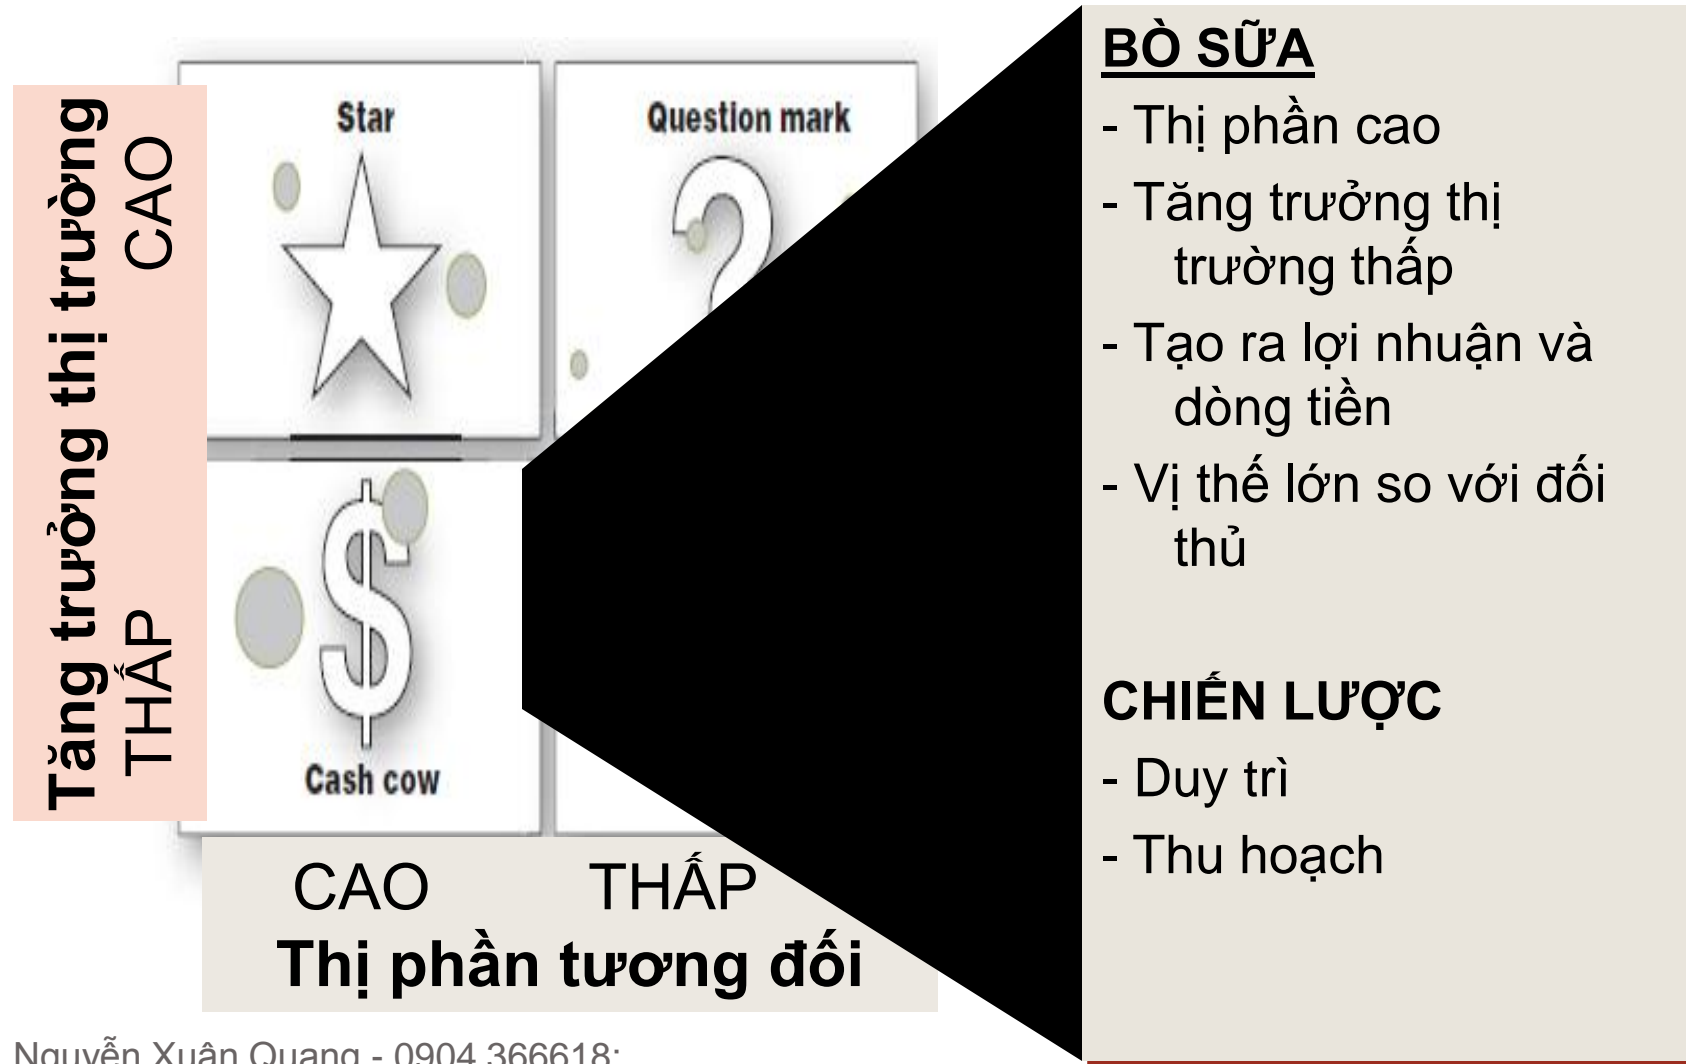 Star
Question mark
Tăng trưởng thị trường
THẤP CAO
Cash cow
CAO THẤP
Thị phần tương đối
BÒ SỮA
- Thị phần cao
- Tăng trưởng thị
trường thấp
- Tạo ra lợi nhuận và
dòng tiền
- Vị thế lớn so với đối
thủ
CHIẾN LƯỢC
- Duy trì
- Thu hoạch
Nguyễn Xuân Quang - 0904 366618: